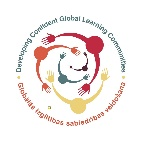 Developing Confident Global Learning Communities
Globālās izglītības sabiedrības veidošana